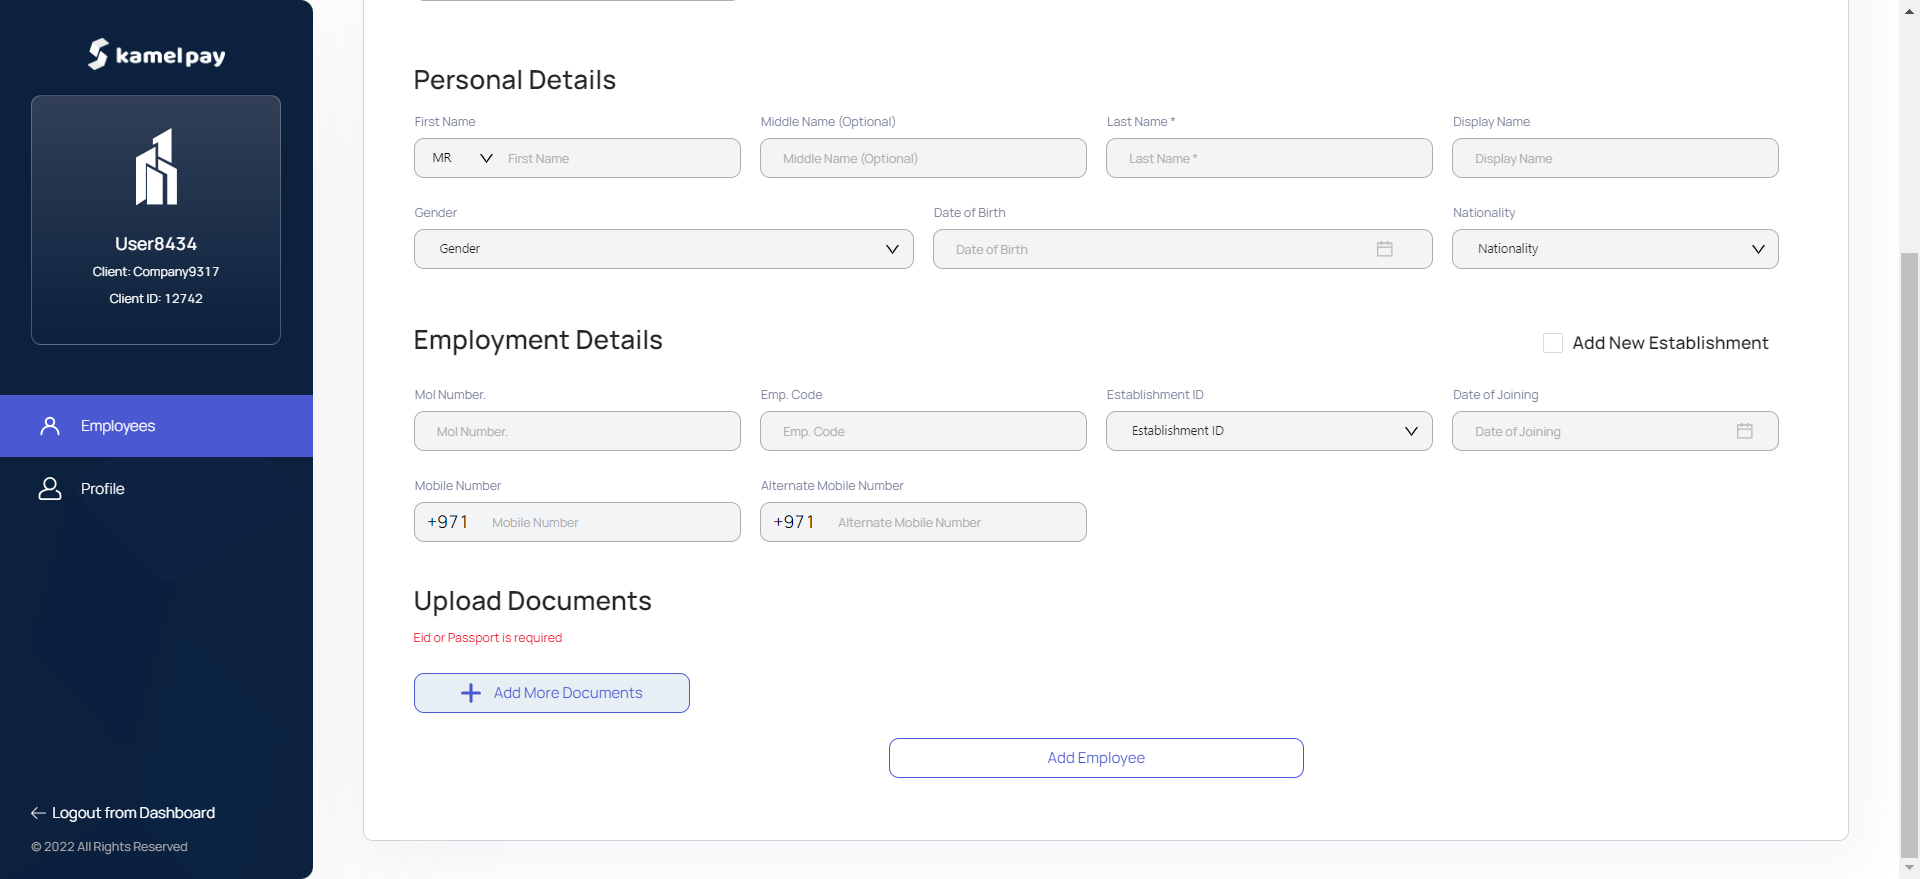 kamelpay
User8434
Client: Company9317
Client ID: 12742
Employees
Profile
Logout from Dashboard
© 2022 All Rights Reserved
Personal Details
First Name
Middle Name (Optional)
Last Name *
Display Name
MR
First Name
Middle Name (Optional)
Last Name *
Display Name
Gender
Date of Birth
Nationality
Gender
Date of Birth
Nationality
Employment Details
Add New Establishment
Mol Number.
Emp. Code
Establishment ID
Date of Joining
Mol Number.
Emp. Code
Establishment ID
Date of Joining
Mobile Number
Alternate Mobile Number
+971 Mobile Number
+971 Alternate Mobile Number
Upload Documents
Eid or Passport is required
Add More Documents
Add Employee